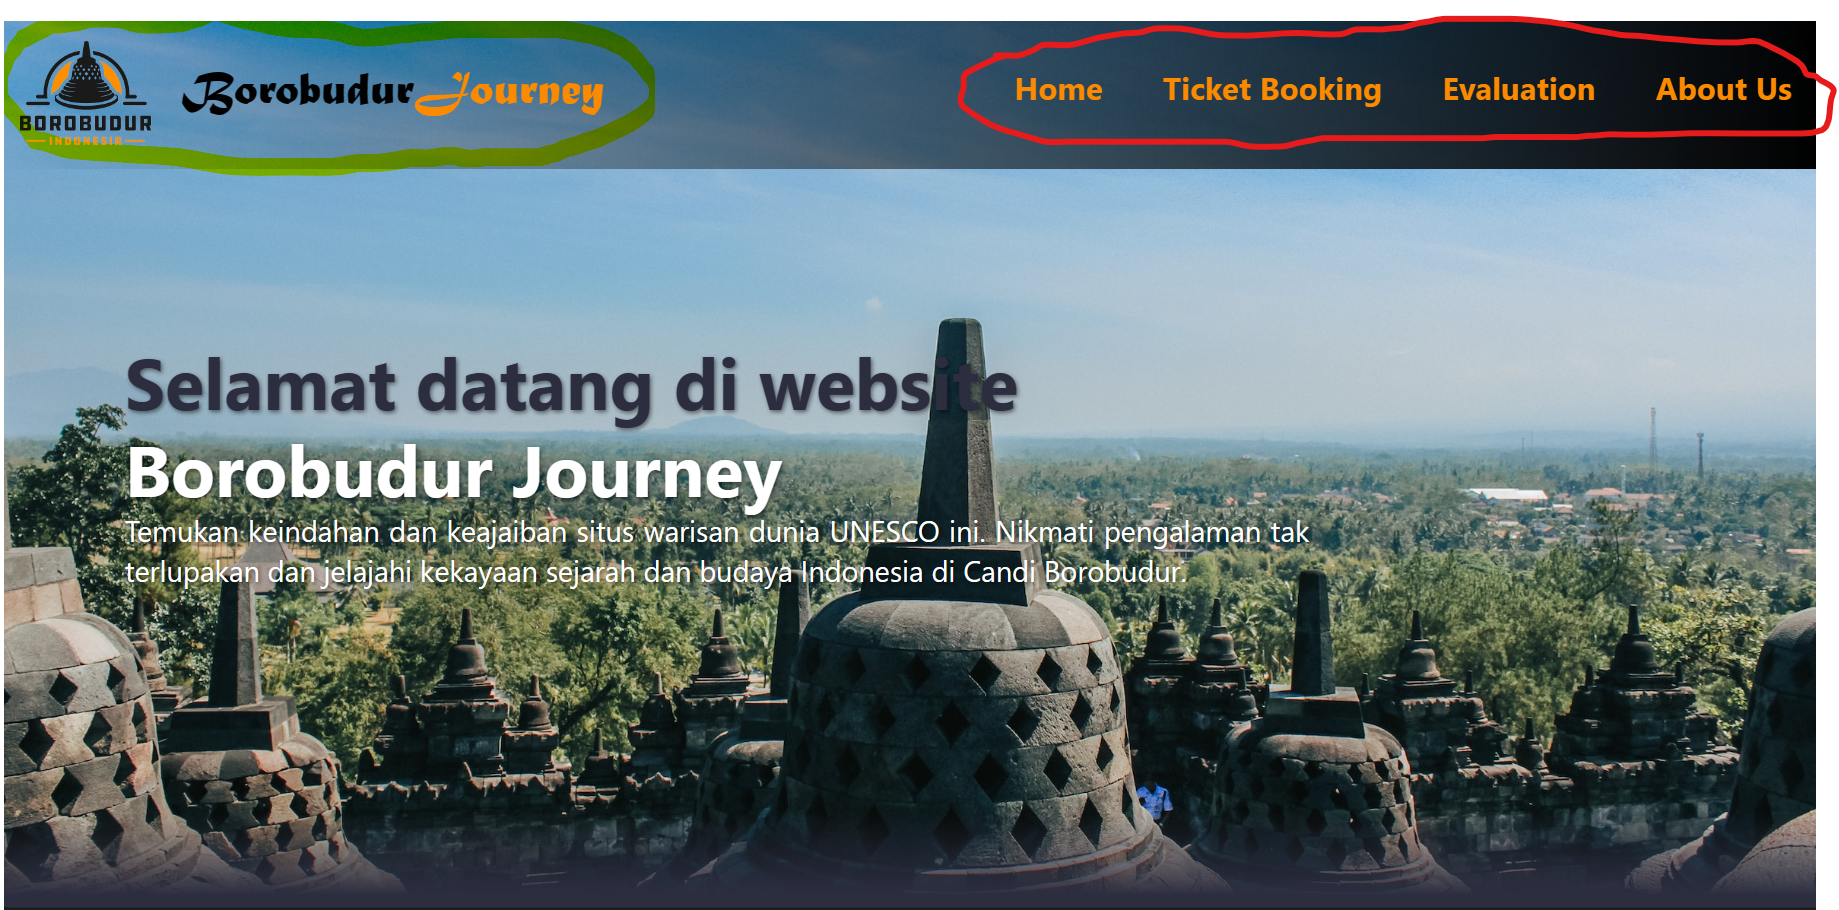 BOROBUDUR
INDONESIA
Borobudur Journey
Home Ticket Booking Evaluation About Us
Selamat datang di website
Borobudur Journey
Temukan keindahan dan keajaiban situs warisan dunia UNESCO ini. Nikmati pengalaman tak
terlupakan dan jelajahi kekayaan sejarah dan budaya Indonesia di Candi Borobudur.